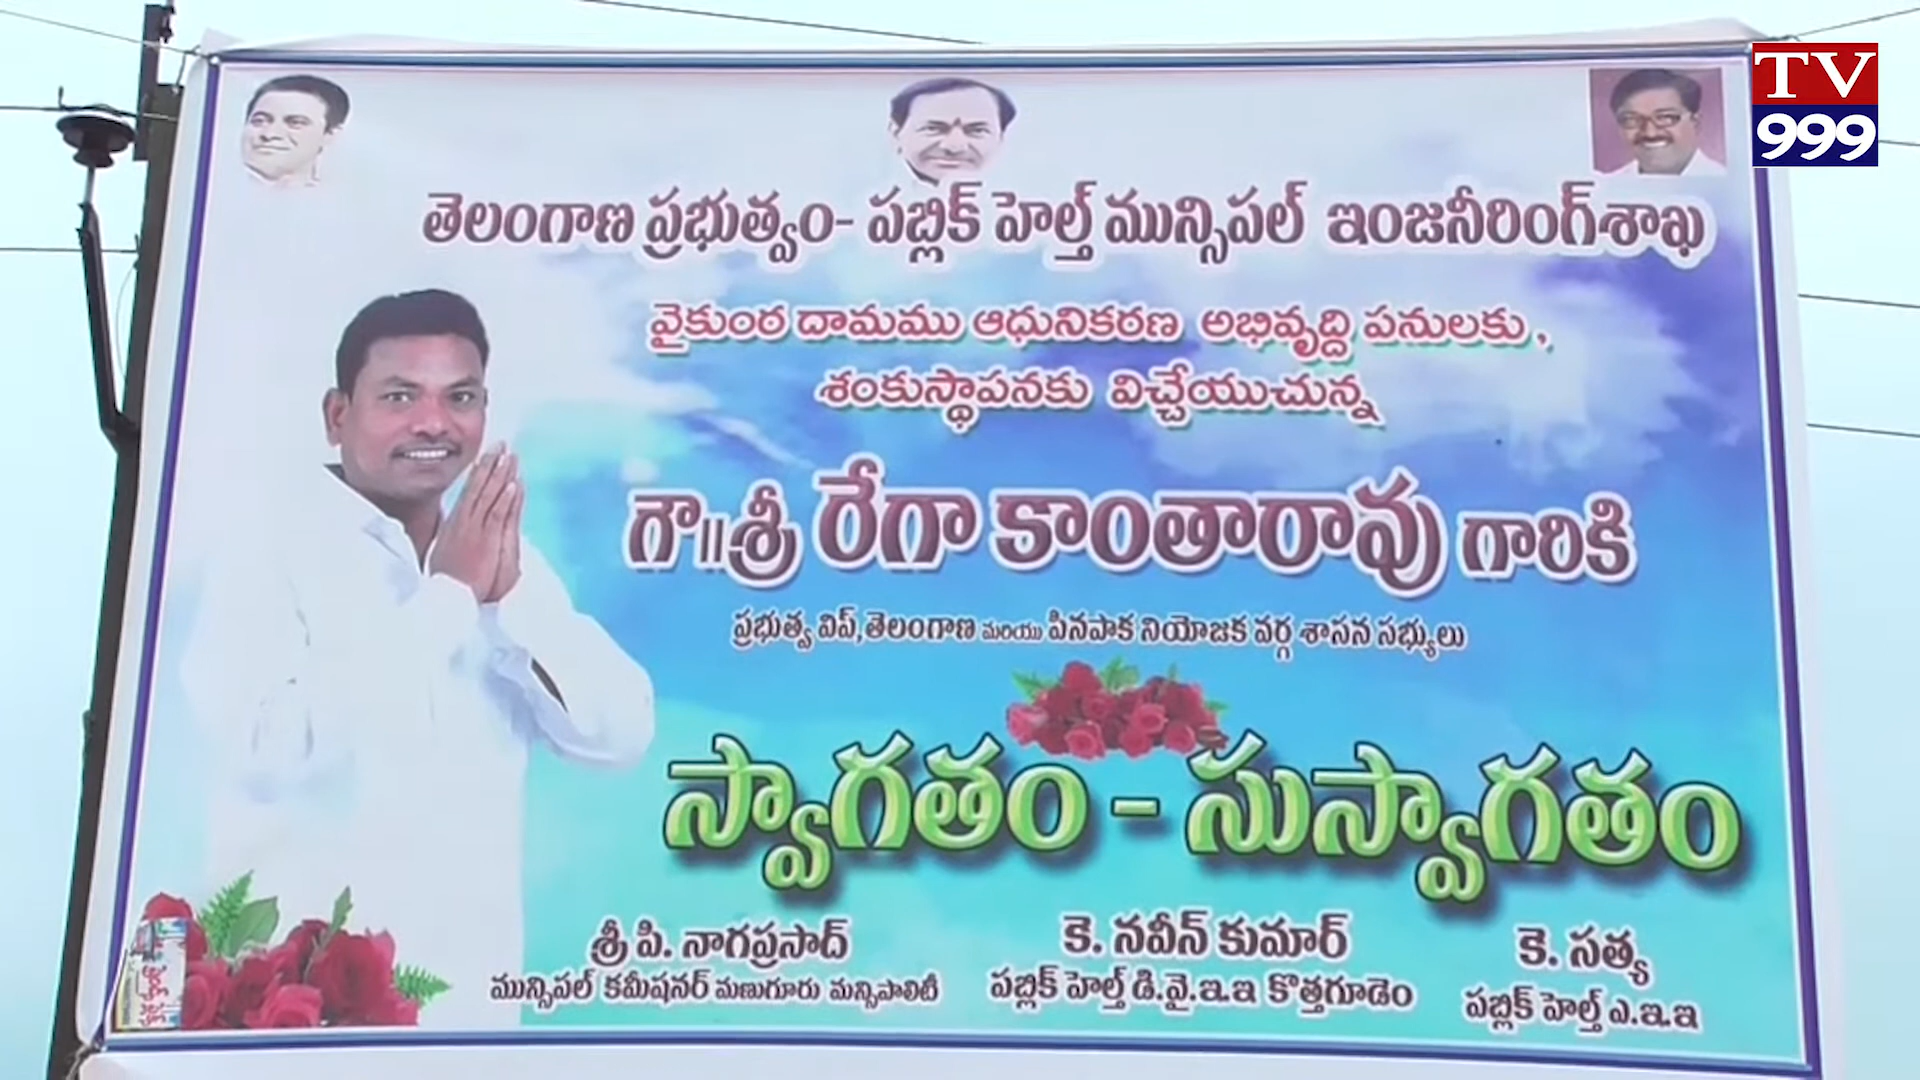 TV
999
తెలంగాణ ప్రభుత్వం- పబ్లిక్ హెల్త్ మున్సిపల్ ఇంజనీరింగ్‌శాఖ
వైకుంఠ దామము ఆధునికరణ అభివృద్ది పనులకు,
శంకుస్థాపనకు విచ్చేయుచున్న
గౌ॥శ్రీ రేగా కాంతారావు గారికి
ప్రభుత్వ విప్, తెలంగాణ మరియు పినపాక నియోజక వర్గ శాసన సభ్యులు
స్వాగతం - సుస్వాగతం
శ్రీ పి. నాగప్రసాద్
మున్సిపల్ కమీషనర్ మణుగూరు మన్సిపాలిటీ
కె. నవీన్ కుమార్
పబ్లిక్ హెల్త్ డి.వై.ఇ.ఇ కొత్తగూడెం
కె. సత్య
పబ్లిక్ హెల్త్ ఎ.ఇ.ఇ